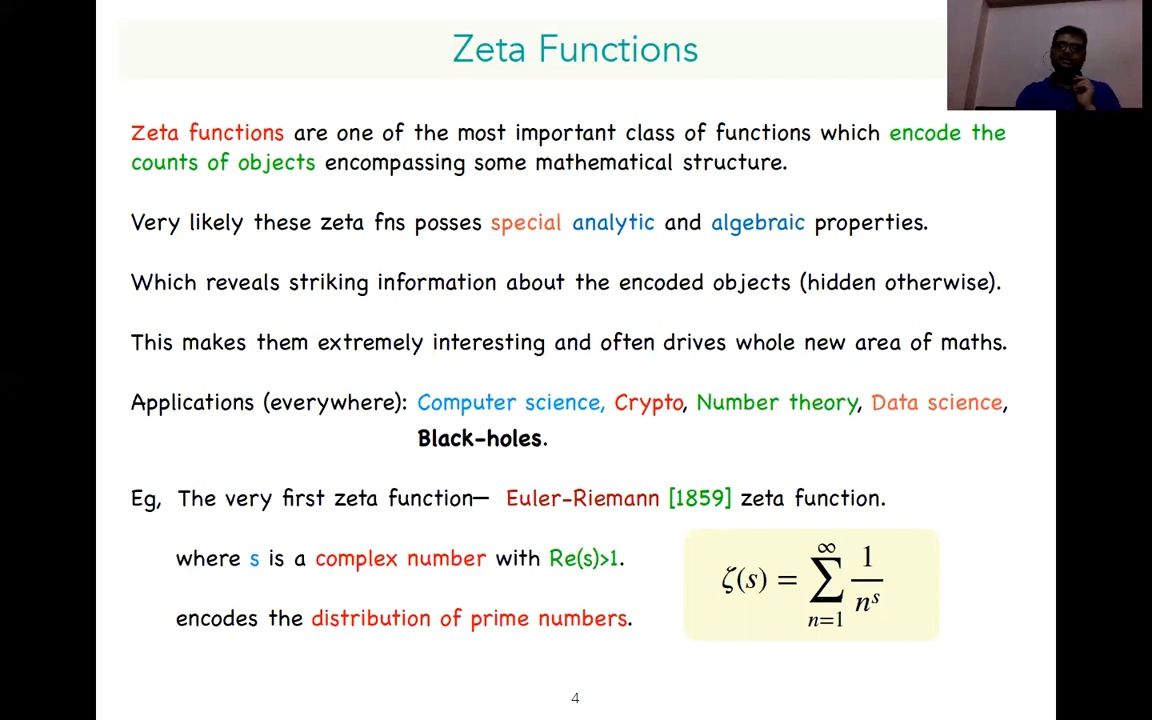 Zeta Functions
Zeta functions are one of the most important class of functions which encode the
counts of objects encompassing some mathematical structure.
Very likely these zeta fns posses special analytic and algebraic properties.
Which reveals striking information about the encoded objects (hidden otherwise).
This makes them extremely interesting and often drives whole new area of maths.
Applications (everywhere): Computer science, Crypto, Number theory, Data science,
Black-holes.
Eg, The very first zeta function— Euler-Riemann [1859] zeta function.
where s is a complex number with Re(s)>1.
ζ(s) = ∑_{n=1}^{∞} 1/n^s
encodes the distribution of prime numbers.
4